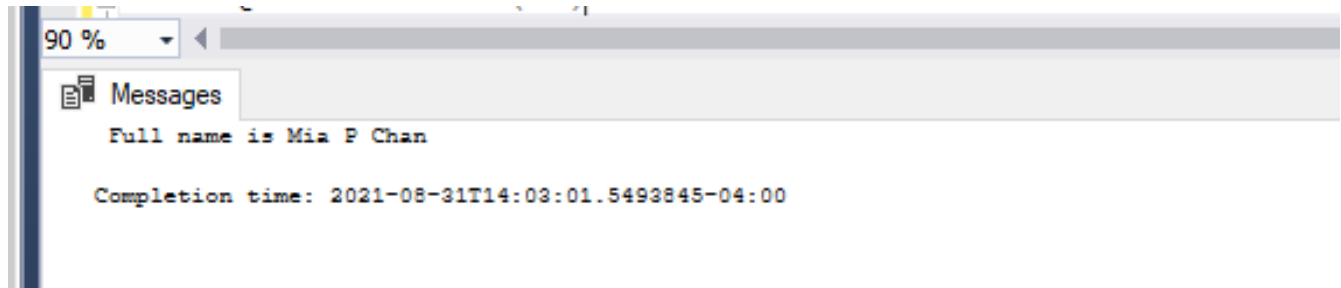 90 %
Messages
Full name is Mia P Chan
Completion time: 2021-08-31T14:03:01.5493845-04:00